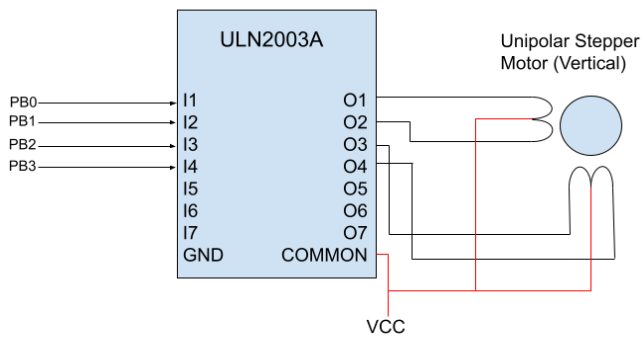 ULN2003A
Unipolar Stepper
Motor (Vertical)
PB0
PB1
PB2
PB3
I1
I2
I3
I4
I5
I6
I7
GND
O1
O2
O3
O4
O5
O6
O7
COMMON
VCC